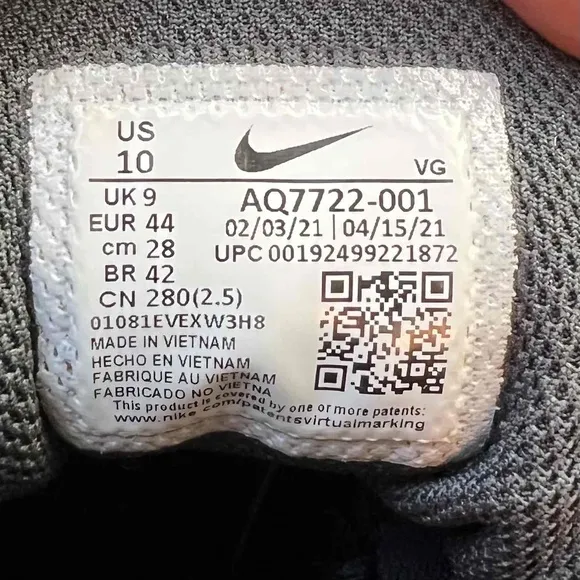 US
10
VG
UK 9
EUR 44
cm 28
BR 42
CN 280(2.5)
AQ7722-001
02/03/21 | 04/15/21
UPC 00192499221872
01081EVEXW3H8
MADE IN VIETNAM
HECHO EN VIETNAM
FABRIQUE AU VIETNAM
FABRICADO NO VIETNA
This product is covered by one or more patents:
www.nike.com/patentsvirtualmarking